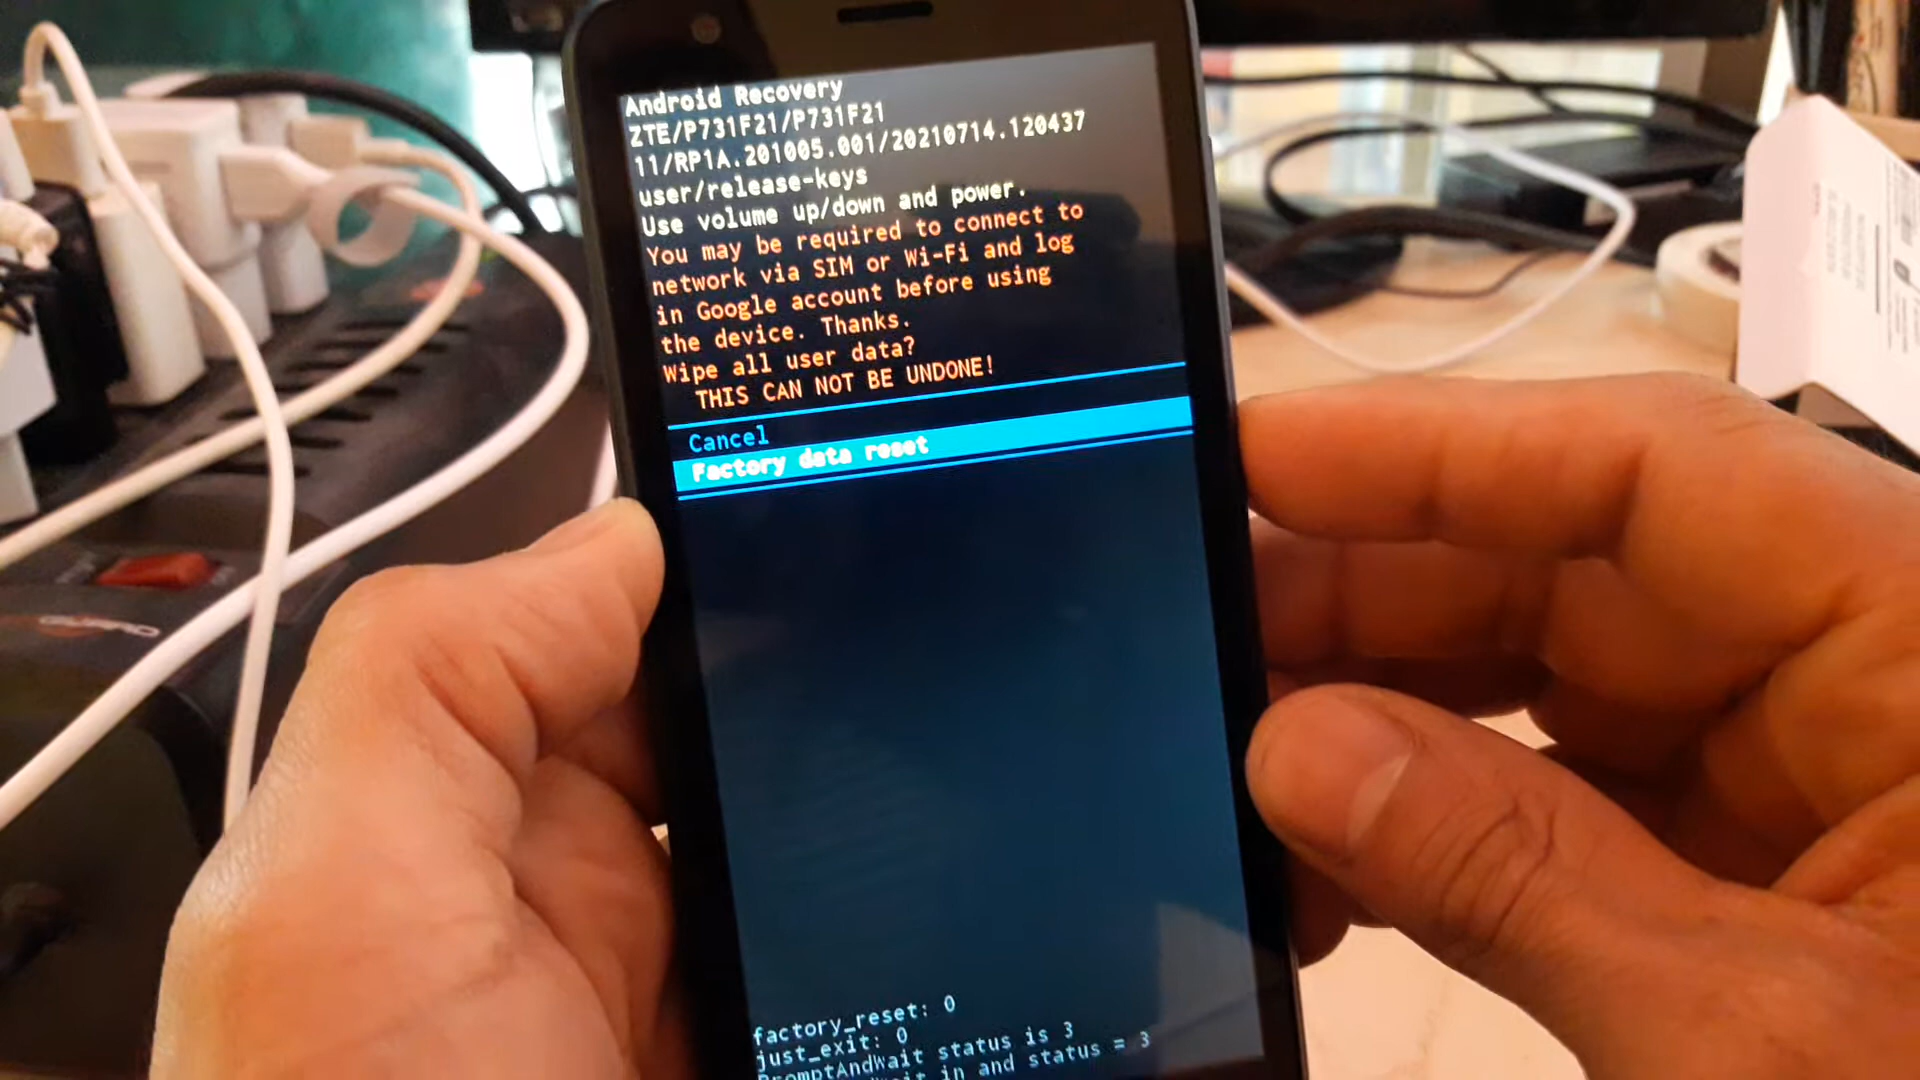 Android Recovery
ZTE/P731F21/P731F21
11/RP1A.201005.001/20210714.120437
user/release-keys
Use volume up/down and power.
You may be required to connect to
network via SIM or Wi-Fi and log
in Google account before using
the device. Thanks.
Wipe all user data?
THIS CAN NOT BE UNDONE!
Cancel
Factory data reset
factory_reset: 0
just_exit: 0
PromptAndWait status is 3
in and status = 3